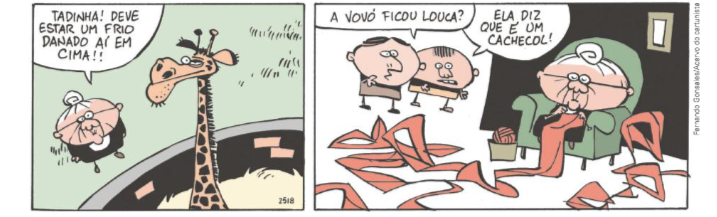 TADINHA! DEVE
ESTAR UM FRIO
DANADO AÍ EM
CIMA!!
2518
A VOVÓ FICOU LOUCA?
ELA DIZ
QUE É UM
CACHECOL!
Fernando Gonsales/Acervo do cartunista